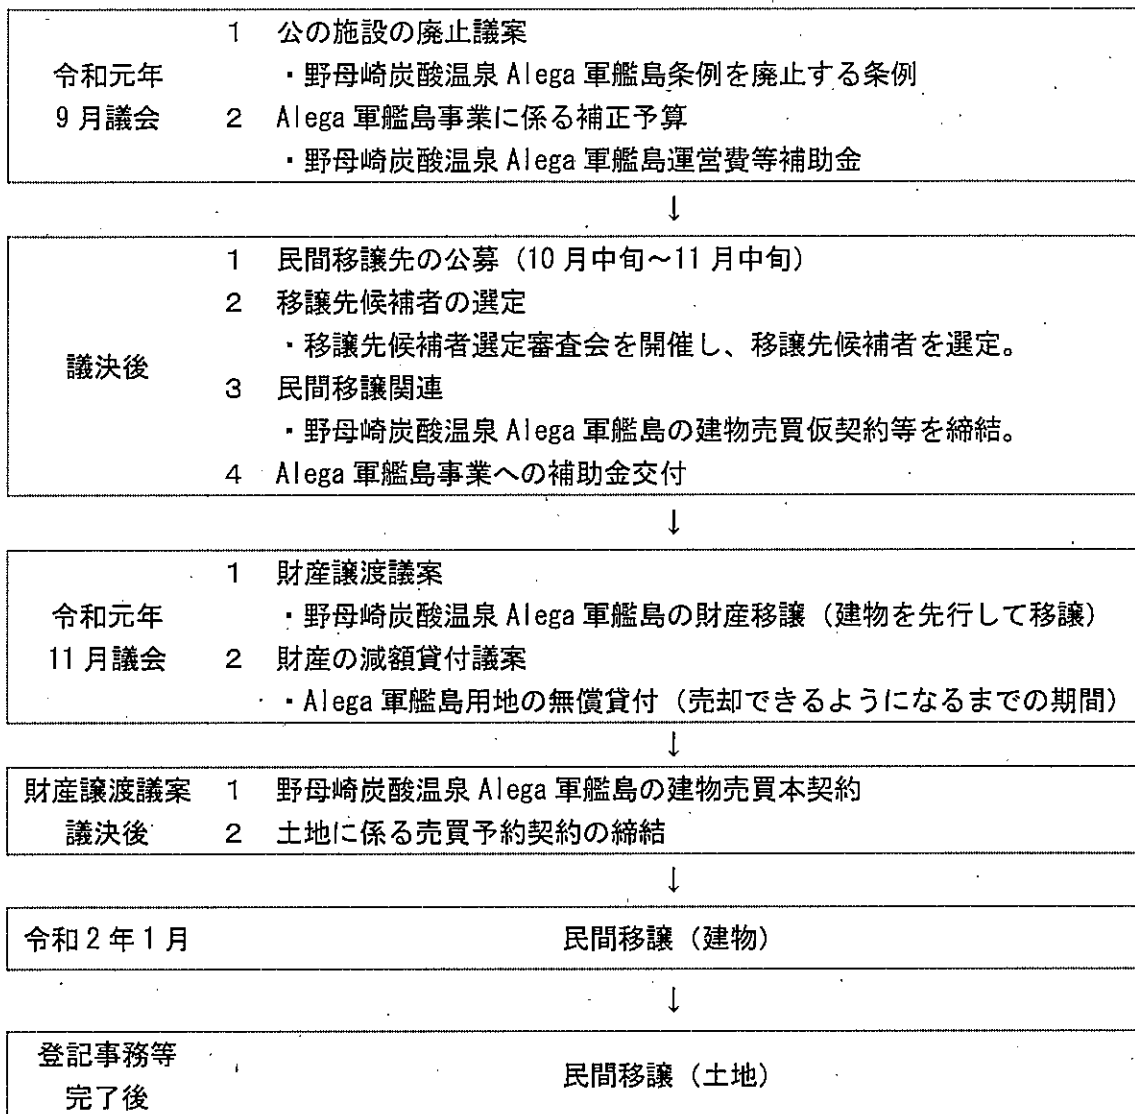 1 公の施設の廃止議案
令和元年 ・野母崎炭酸温泉 Alega 軍艦島条例を廃止する条例
9月議会 2 Alega 軍艦島事業に係る補正予算
・野母崎炭酸温泉 Alega 軍艦島運営費等補助金
↓
1 民間移譲先の公募（10月中旬～11月中旬）
2 移譲先候補者の選定
・移譲先候補者選定審査会を開催し、移譲先候補者を選定。
議決後
3 民間移譲関連
・野母崎炭酸温泉 Alega 軍艦島の建物売買仮契約等を締結。
4 Alega 軍艦島事業への補助金交付
↓
1 財産譲渡議案
令和元年 ・野母崎炭酸温泉 Alega 軍艦島の財産移譲（建物を先行して移譲）
11月議会 2 財産の減額貸付議案
・Alega 軍艦島用地の無償貸付（売却できるようになるまでの期間）
↓
財産譲渡議案 1 野母崎炭酸温泉 Alega 軍艦島の建物売買本契約
議決後 2 土地に係る売買予約契約の締結
↓
令和2年1月 民間移譲（建物）
↓
登記事務等
民間移譲（土地）
完了後